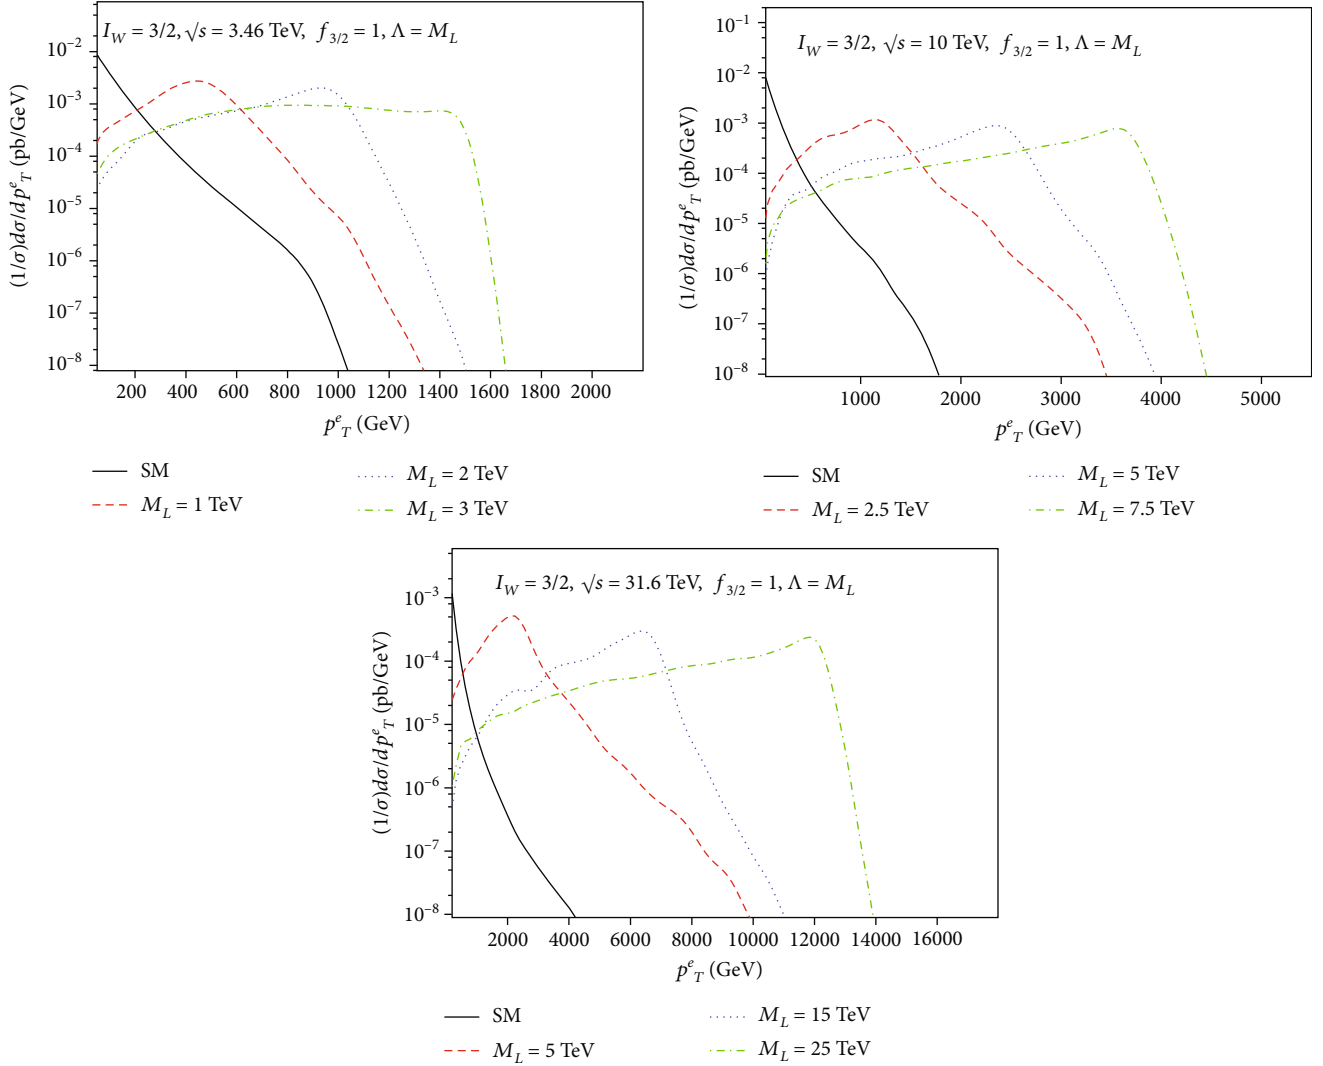 I_W = 3/2, √s = 3.46 TeV, f_3/2 = 1, Λ = M_L
(1/σ)dσ/dp^e_T (pb/GeV)
10^−2
10^−3
10^−4
10^−5
10^−6
10^−7
10^−8
200 400 600 800 1000 1200 1400 1600 1800 2000
p^e_T (GeV)
SM
M_L = 1 TeV
M_L = 2 TeV
M_L = 3 TeV
I_W = 3/2, √s = 10 TeV, f_3/2 = 1, Λ = M_L
(1/σ)dσ/dp^e_T (pb/GeV)
10^−1
10^−2
10^−3
10^−4
10^−5
10^−6
10^−7
10^−8
1000 2000 3000 4000 5000
p^e_T (GeV)
SM
M_L = 2.5 TeV
M_L = 5 TeV
M_L = 7.5 TeV
I_W = 3/2, √s = 31.6 TeV, f_3/2 = 1, Λ = M_L
(1/σ)dσ/dp^e_T (pb/GeV)
10^−3
10^−4
10^−5
10^−6
10^−7
10^−8
2000 4000 6000 8000 10000 12000 14000 16000
p^e_T (GeV)
SM
M_L = 5 TeV
M_L = 15 TeV
M_L = 25 TeV